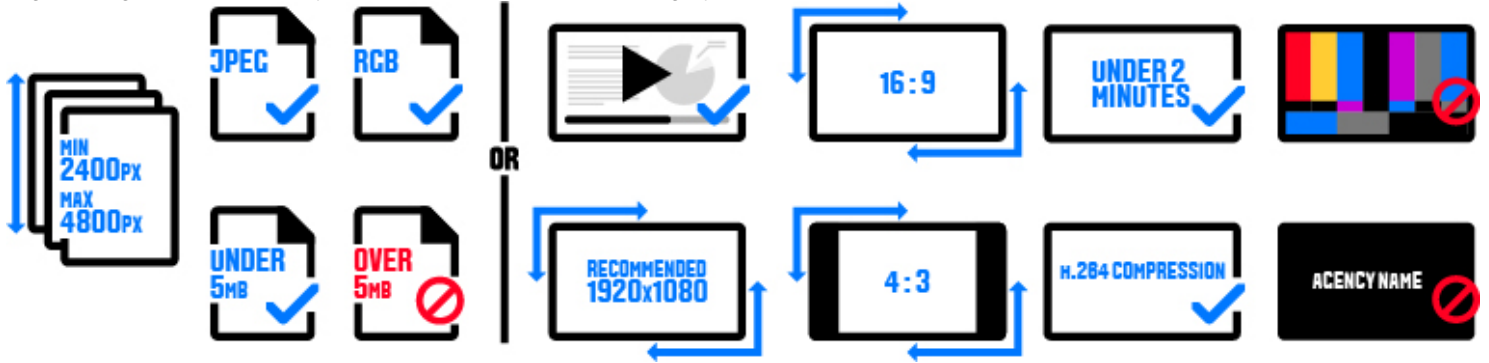 MIN
2400PX
MAX
4800PX
JPEG
RGB
UNDER
5MB
OVER
5MB
OR
16:9
UNDER 2
MINUTES
RECOMMENDED
1920X1080
4:3
H.264 COMPRESSION
AGENCY NAME